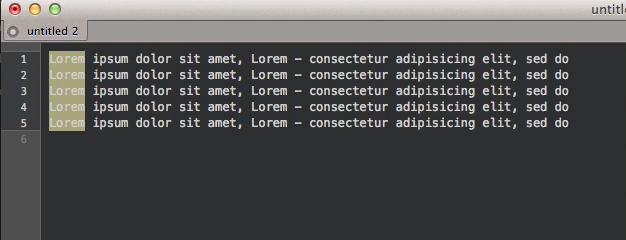 untitled
untitled 2
1 Lorem ipsum dolor sit amet, Lorem – consectetur adipisicing elit, sed do
2 Lorem ipsum dolor sit amet, Lorem – consectetur adipisicing elit, sed do
3 Lorem ipsum dolor sit amet, Lorem – consectetur adipisicing elit, sed do
4 Lorem ipsum dolor sit amet, Lorem – consectetur adipisicing elit, sed do
5 Lorem ipsum dolor sit amet, Lorem – consectetur adipisicing elit, sed do
6